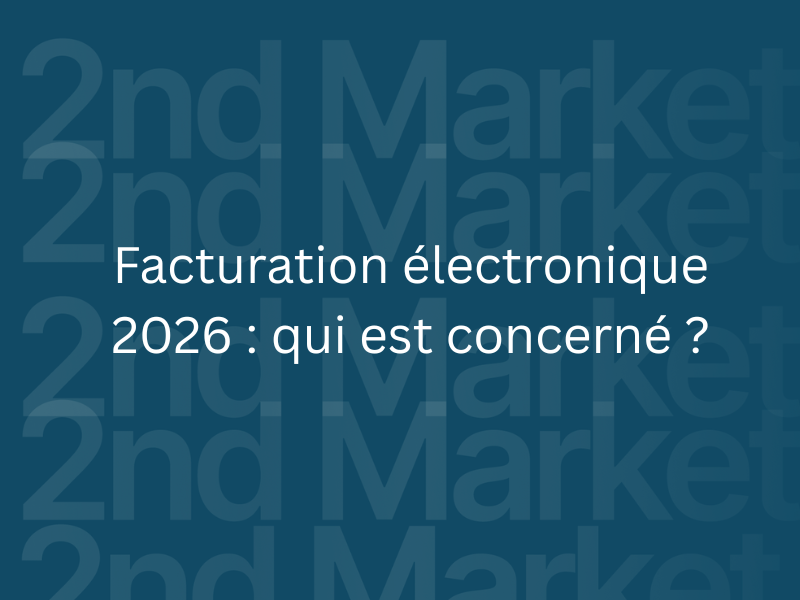 2nd Market
2nd Market
Facturation électronique
2026 : qui est concerné ?
2nd Market
2nd Market
2nd Market